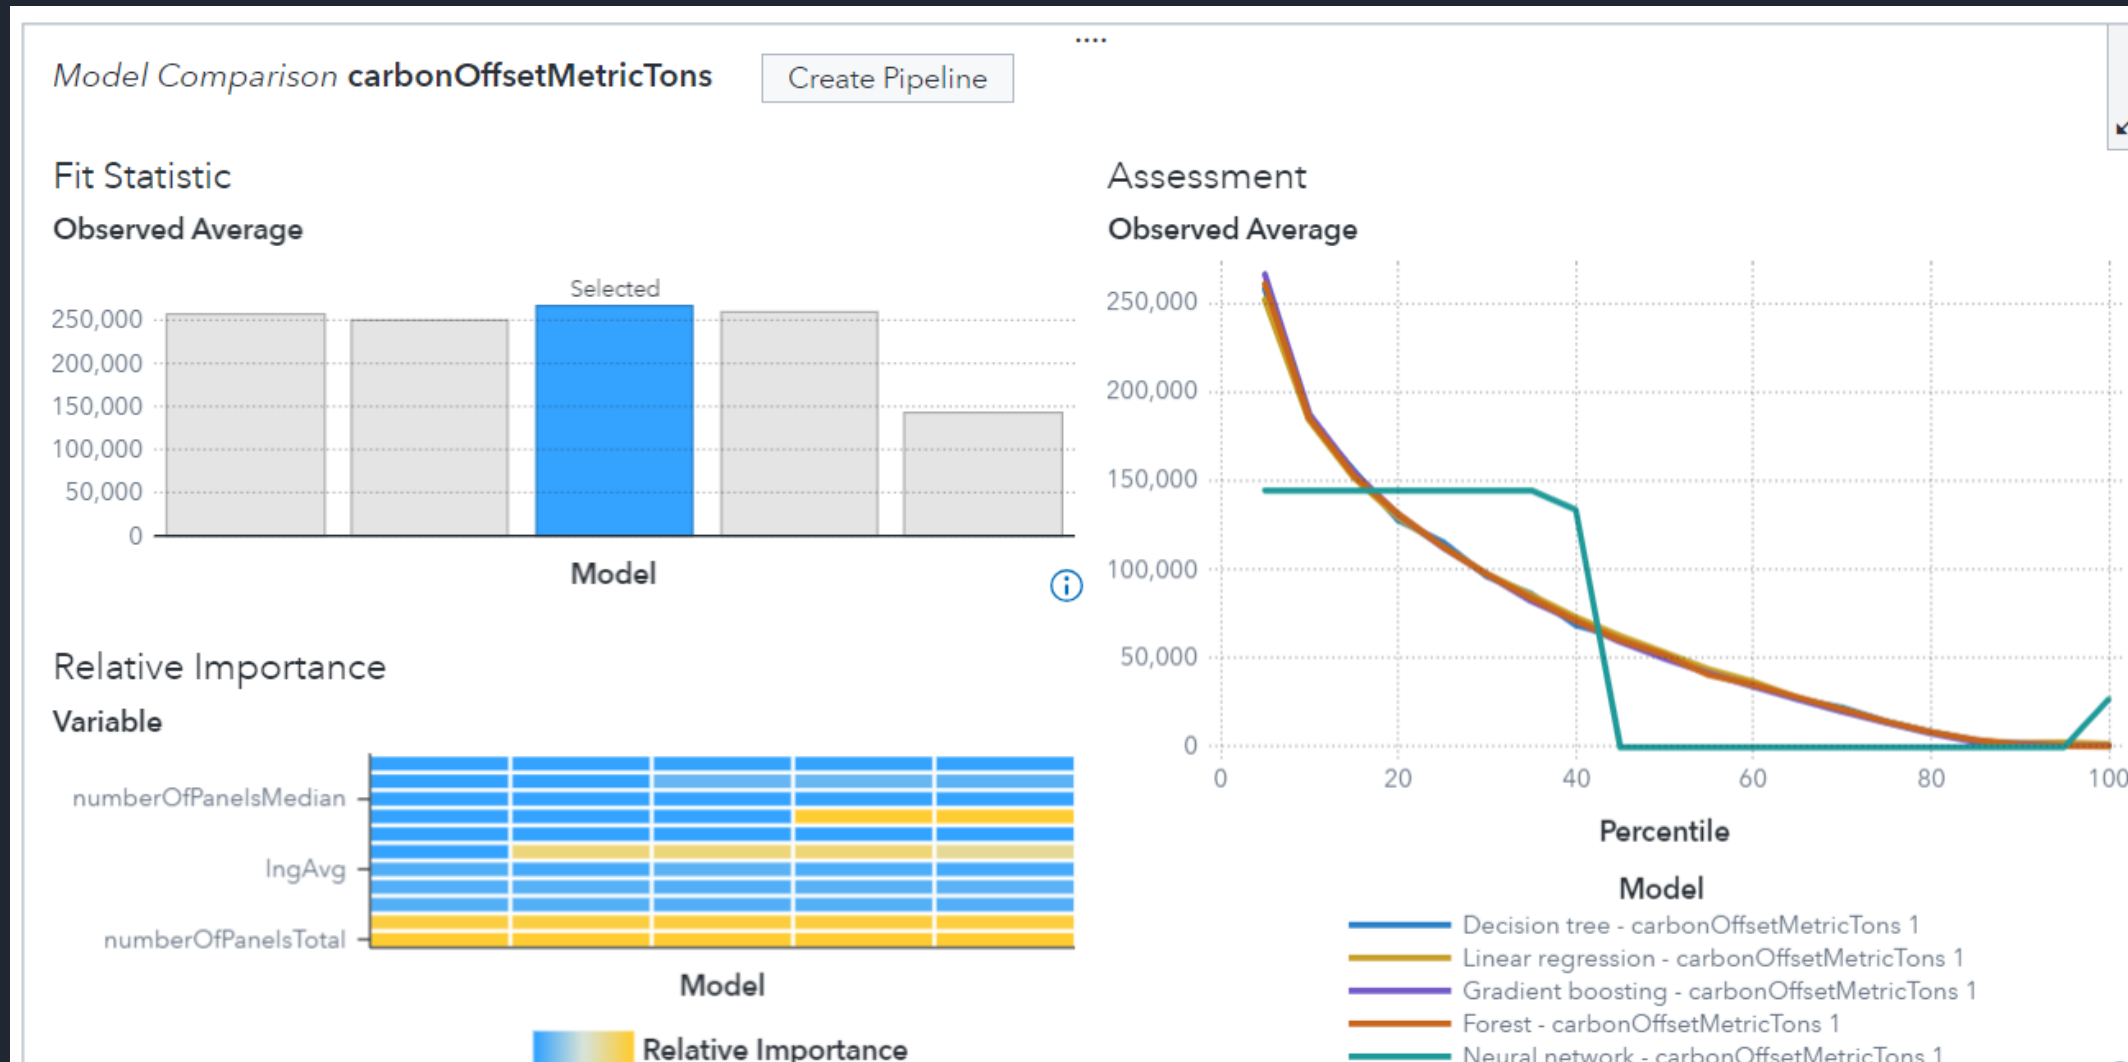 ....
Model Comparison carbonOffsetMetricTons
Create Pipeline
Fit Statistic
Observed Average
Selected
250,000
200,000
150,000
100,000
50,000
0
Model
Relative Importance
Variable
numberOfPanelsMedian
lngAvg
numberOfPanelsTotal
Model
Relative Importance
Assessment
Observed Average
250,000
200,000
150,000
100,000
50,000
0
0 20 40 60 80 100
Percentile
Model
Decision tree - carbonOffsetMetricTons 1
Linear regression - carbonOffsetMetricTons 1
Gradient boosting - carbonOffsetMetricTons 1
Forest - carbonOffsetMetricTons 1
Neural network - carbonOffsetMetricTons 1